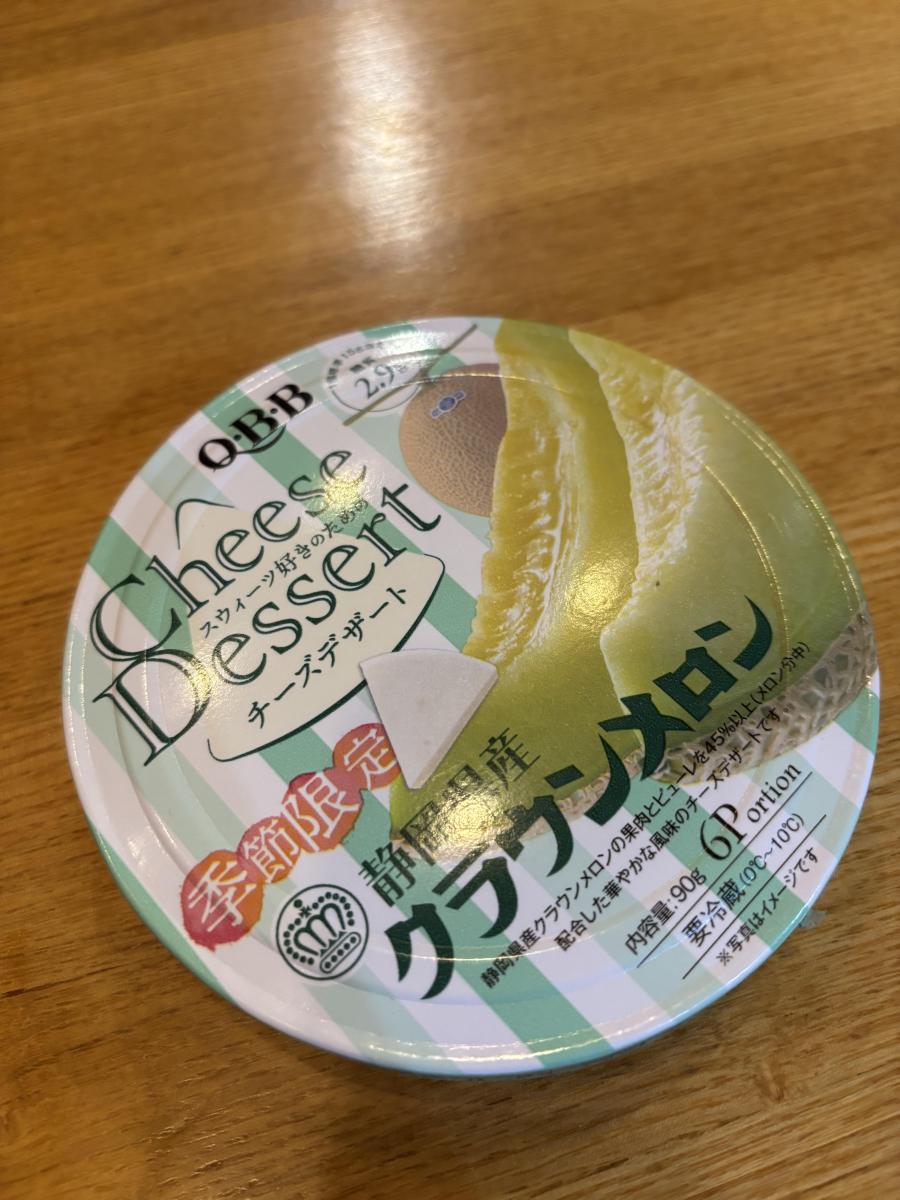 Q·B·B
糖質
2.9g
Cheese
スウィーツ好きのための
Dessert
チーズデザート
季節限定
静岡県産
クラウンメロン
静岡県産クラウンメロンの果肉とピューレを45%以上(メロン分中)
配合した華やかな風味のチーズデザートです。
内容量:90g 6Portion
要冷蔵(0℃~10℃)
※写真はイメージです